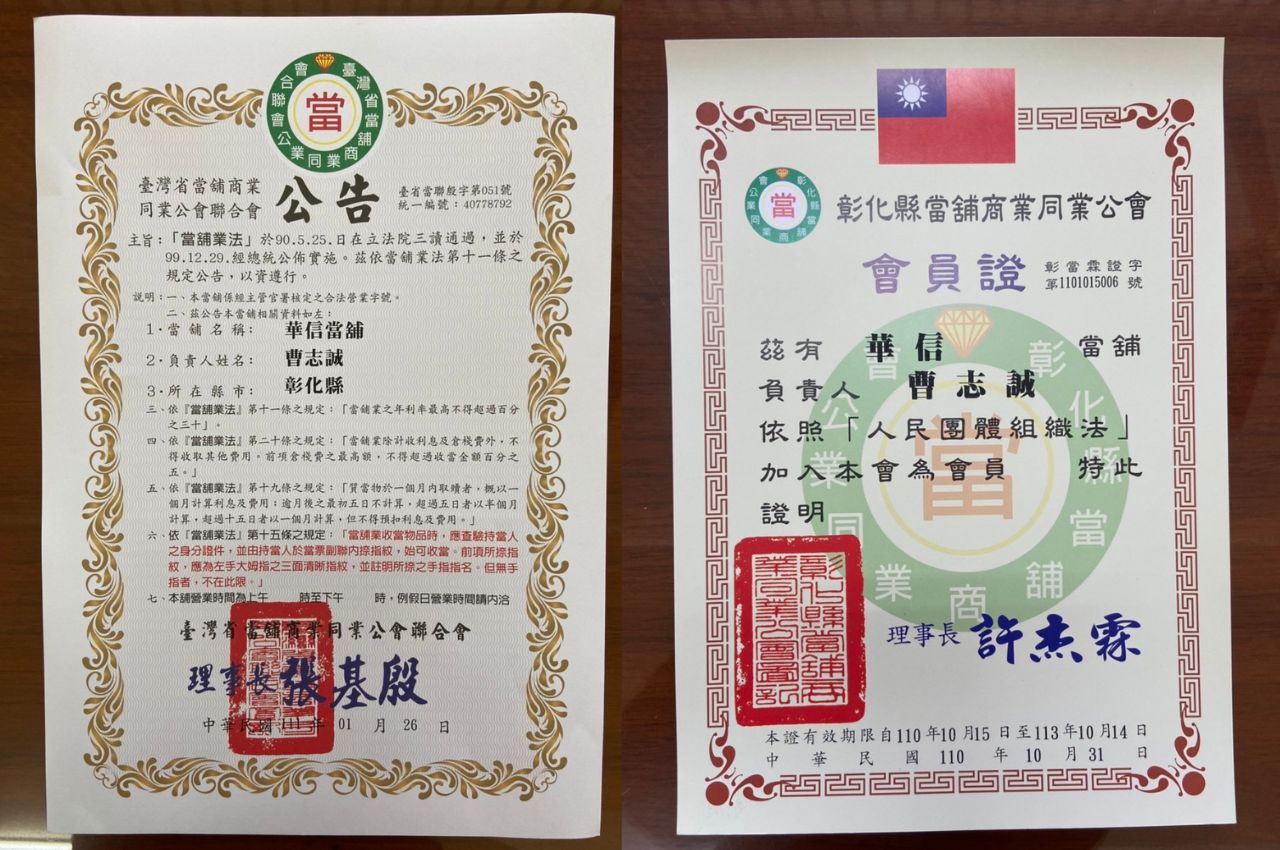 臺灣省當舖商業同業公會聯合會
當
臺灣省當舖商業
同業公會聯合會
公告
臺省當聯殷字第051號
統一編號：40778792
主旨：「當舖業法」於90.5.25.日在立法院三讀通過，並於
99.12.29.經總統公佈實施。茲依當舖業法第十一條之
規定公告，以資遵行。
說明：一、本當舖係經主管官署核定之合法營業字號。
二、茲公告本當舖相關資料如左：
1．當舖名稱： 華信當舖
2．負責人姓名： 曹志誠
3．所在縣市： 彰化縣
三、依『當舖業法』第十一條之規定：「當舖業之年利率最高不得超過百分
之三十」。
四、依『當舖業法』第二十條之規定：「當舖業除計收利息及倉棧費外，不
得收取其他費用。前項倉棧費之最高額，不得超過收當金額百分之
五。」
五、依『當舖業法』第十九條之規定：「質當物於一個月內取贖者，概以一
個月計算利息及費用；逾月後之最初五日不計算，超過五日者以半個月
計算，超過十五日者以一個月計算，但不得預扣利息及費用。」
六、依『當舖業法』第十五條之規定：「當舖業收當物品時，應查驗持當人
之身分證件，並由持當人於當票副聯內捺指紋，始可收當。前項所捺指
紋，應為左手大姆指之三面清晰指紋，並註明所捺之手指指名。但無手
指者，不在此限。」
七、本舖營業時間為上午 時至下午 時，例假日營業時間請內洽
臺灣省當舖商業同業公會聯合會
理事長 張基殷
中華民國 111 年 01 月 26 日
彰化縣當舖商業同業公會
當
彰化縣當舖商業同業公會
會員證
彰當霖證字
第1101015006 號
茲有 華信 當舖
負責人 曹志誠
依照「人民團體組織法」
加入本會為會員 特此
證明
彰化縣當舖商業同業公會
當
理事長 許杰霖
彰化縣當舖商業同業公會圖記
本證有效期限自110年10月15日至113年10月14日
中華民國 110 年 10 月 31 日